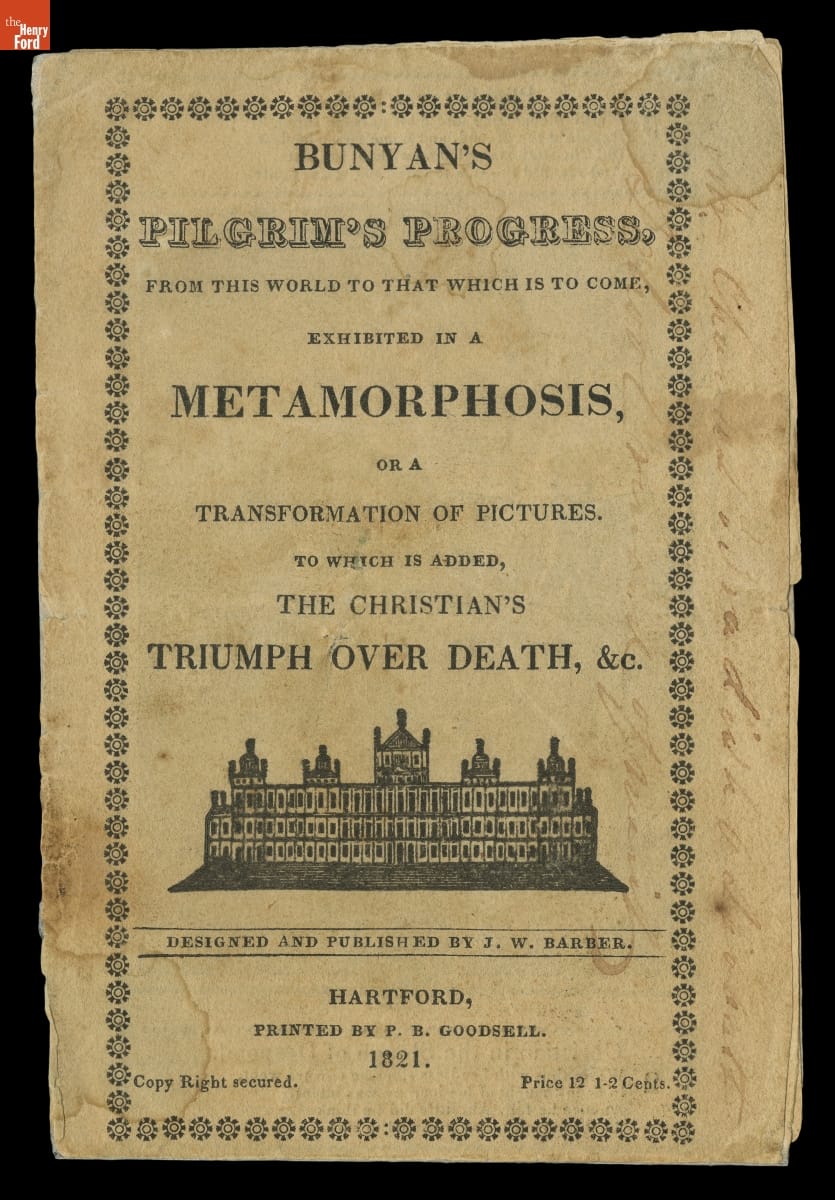 the
Henry
Ford
BUNYAN'S
PILGRIM'S PROGRESS,
FROM THIS WORLD TO THAT WHICH IS TO COME,
EXHIBITED IN A
METAMORPHOSIS,
OR A
TRANSFORMATION OF PICTURES.
TO WHICH IS ADDED,
THE CHRISTIAN'S
TRIUMPH OVER DEATH, &c.
DESIGNED AND PUBLISHED BY J. W. BARBER.
HARTFORD,
PRINTED BY P. B. GOODSELL.
1821.
Copy Right secured.
Price 12 1-2 Cents.